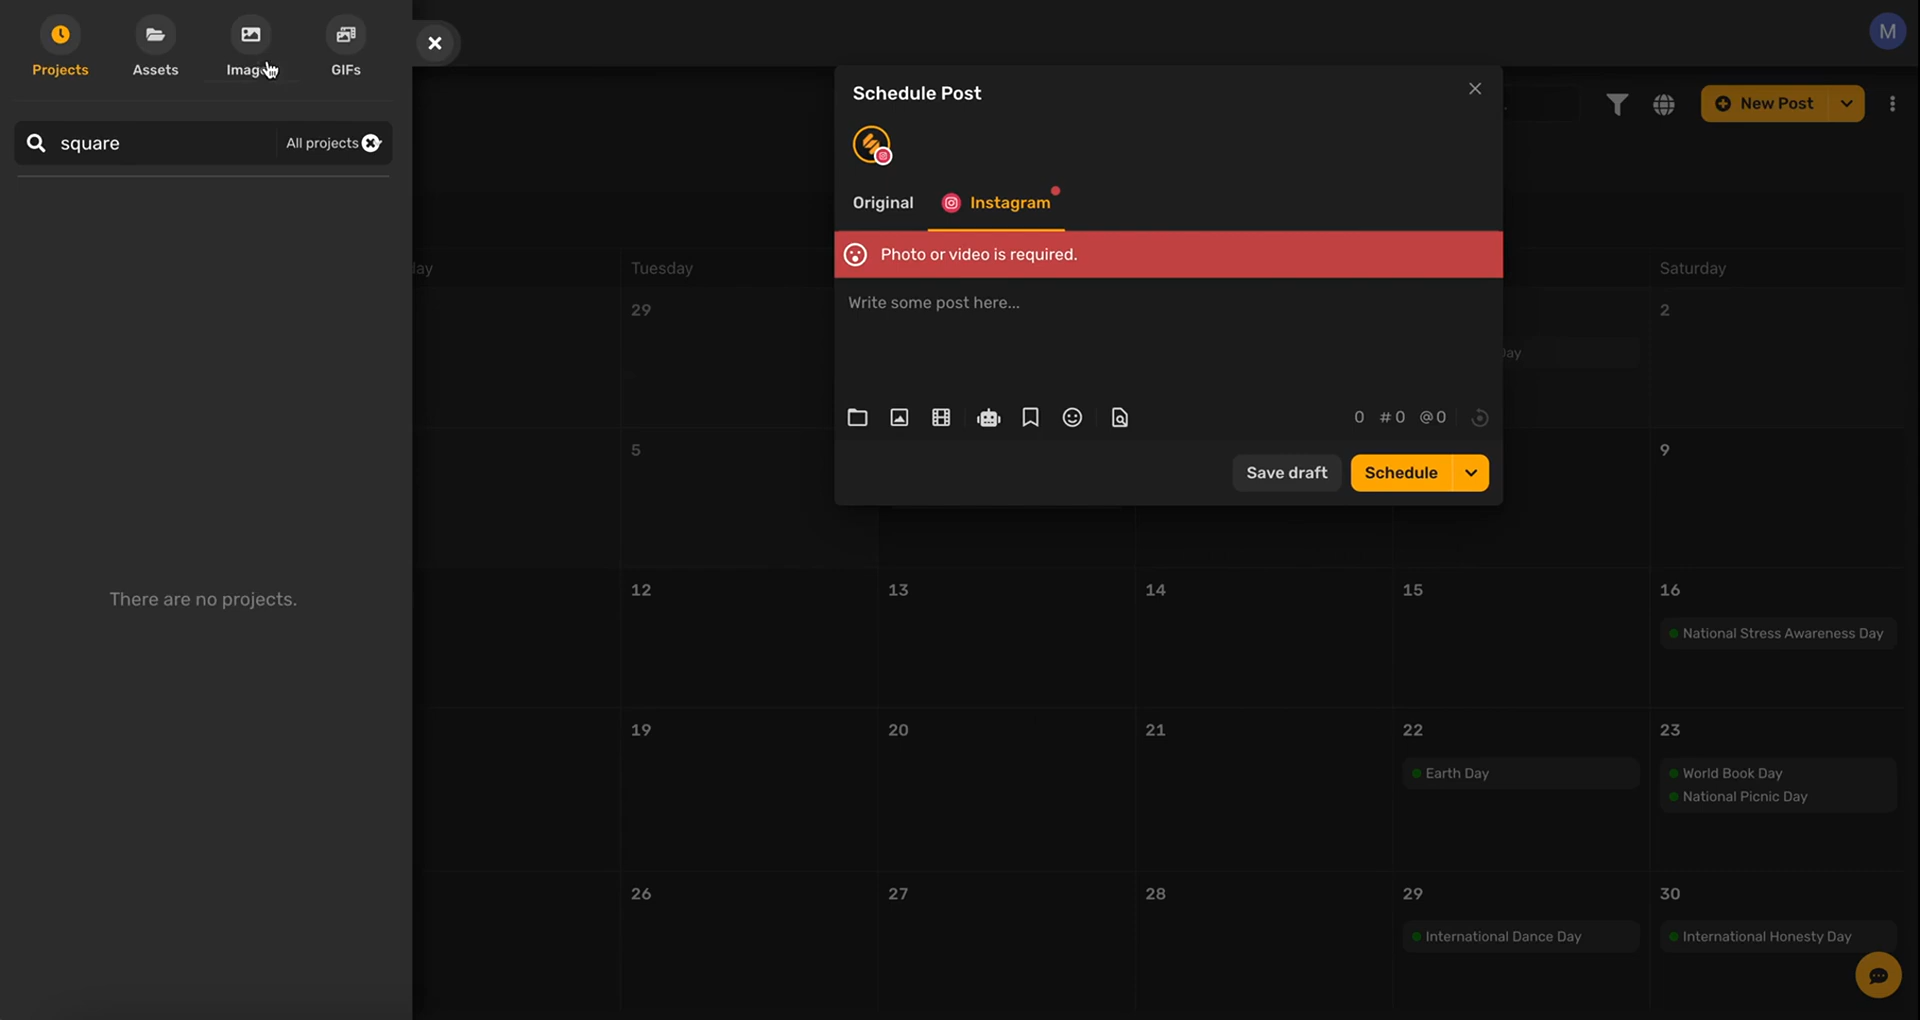 Projects
Assets
Images
GIFs
M
Schedule Post
New Post
square
All projects
Original
Instagram
Photo or video is required.
Write some post here...
Tuesday
Saturday
29
2
5
0 #0 @0
Save draft
Schedule
9
There are no projects.
12
13
14
15
16
National Stress Awareness Day
19
20
21
22
23
Earth Day
World Book Day
National Picnic Day
26
27
28
29
30
International Dance Day
International Honesty Day